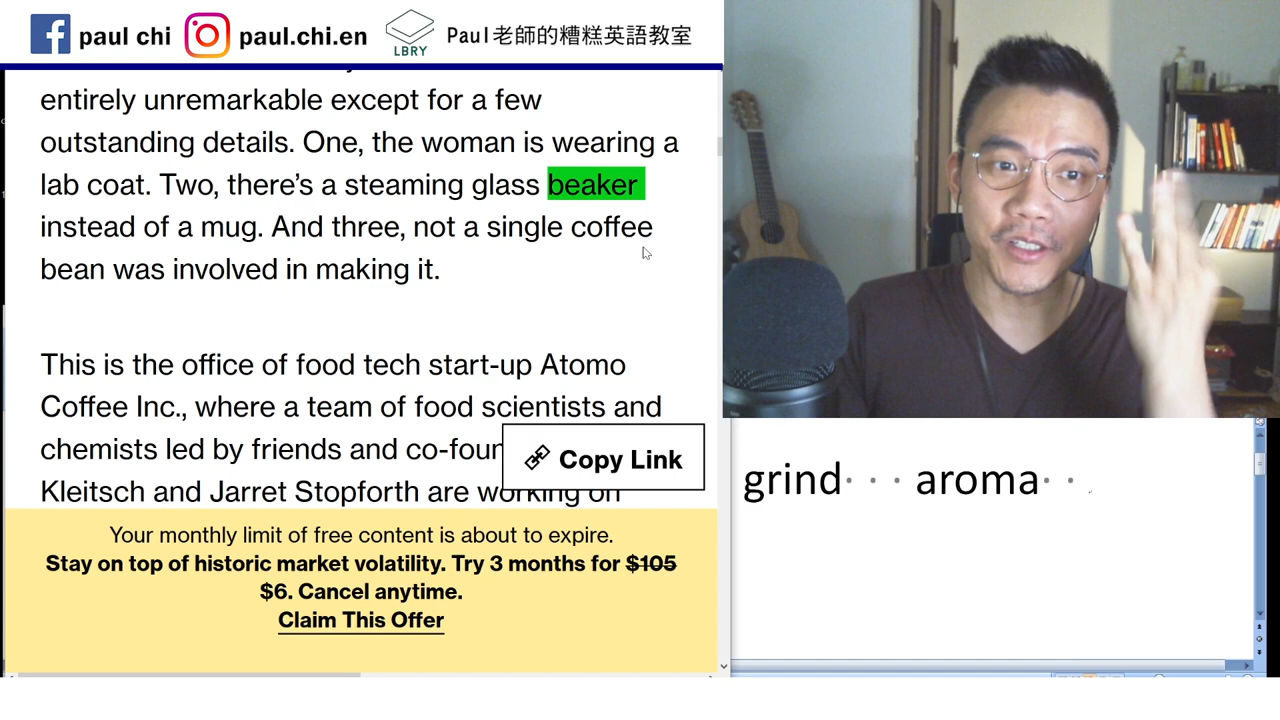 paul chi
paul.chi.en
LBRY
Paul老師的糟糕英語教室
entirely unremarkable except for a few
outstanding details. One, the woman is wearing a
lab coat. Two, there's a steaming glass beaker
instead of a mug. And three, not a single coffee
bean was involved in making it.
This is the office of food tech start-up Atomo
Coffee Inc., where a team of food scientists and
chemists led by friends and
Kleitsch and Jarret Stopforth are working on
Copy Link
Your monthly limit of free content is about to expire.
Stay on top of historic market volatility. Try 3 months for $105
$6. Cancel anytime.
Claim This Offer
grind · · · aroma · ·